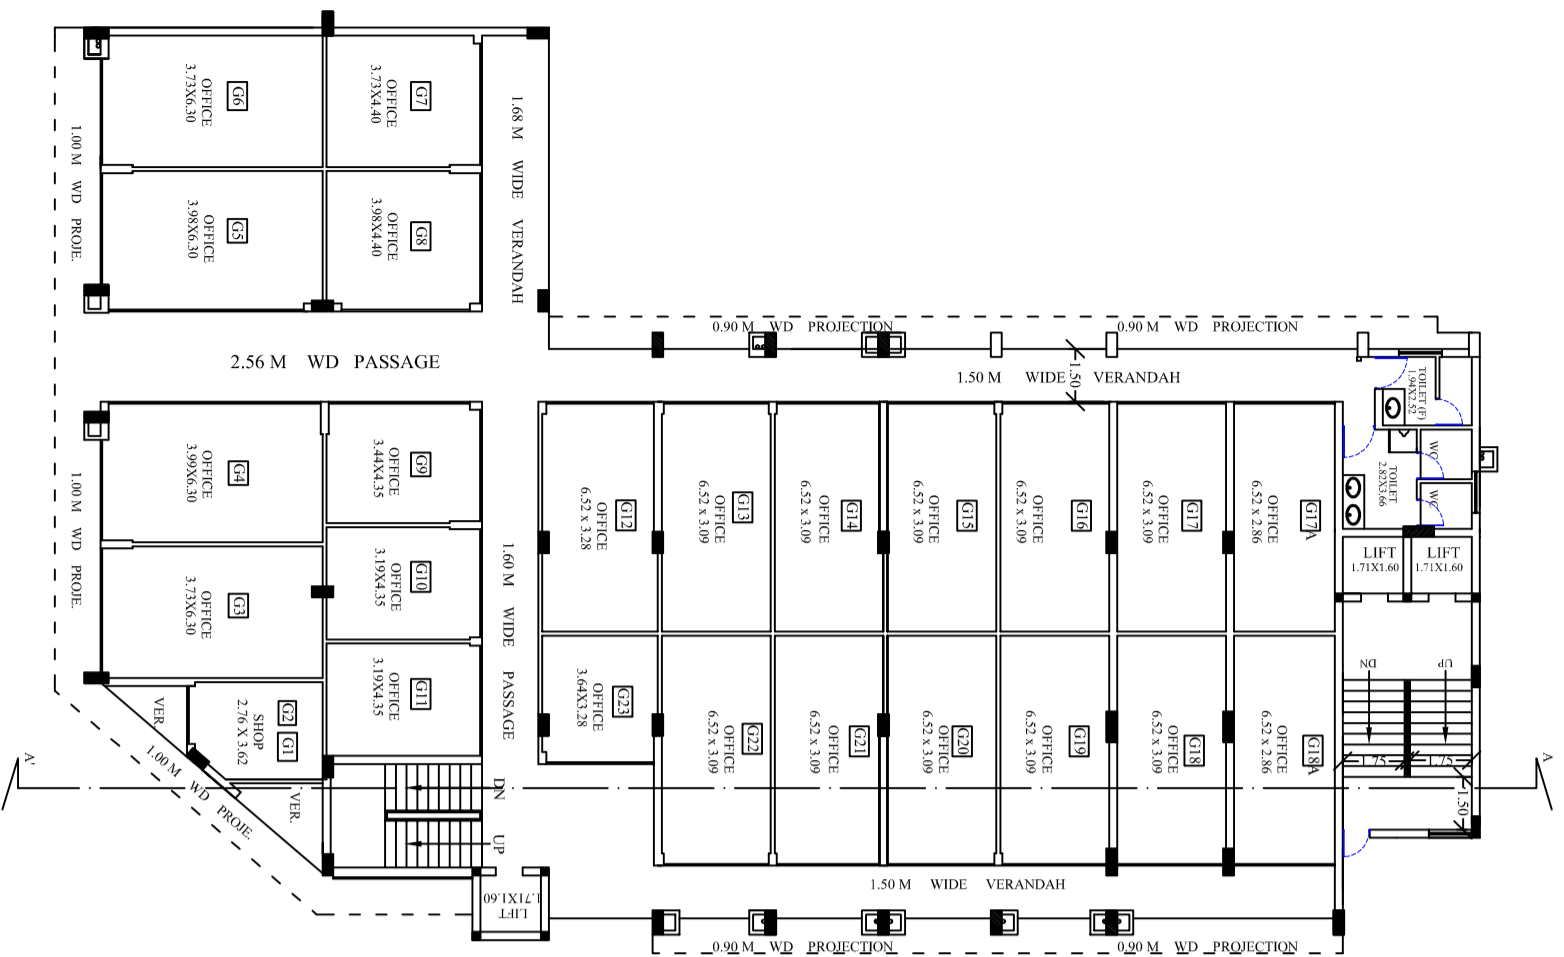 G6
OFFICE
3.73X6.30
G7
OFFICE
3.73X4.40
G5
OFFICE
3.98X6.30
G8
OFFICE
3.98X4.40
1.00 M WD PROJE.
1.68 M WIDE VERANDAH
2.56 M WD PASSAGE
0.90 M WD PROJECTION
0.90 M WD PROJECTION
1.50 M WIDE VERANDAH
1.50
G4
OFFICE
3.99X6.30
G9
OFFICE
3.44X4.35
G3
OFFICE
3.73X6.30
G10
OFFICE
3.19X4.35
G11
OFFICE
3.19X4.35
1.00 M WD PROJE.
1.60 M WIDE PASSAGE
G2
G1
SHOP
2.76 X 3.62
VER.
VER.
1.00 M WD PROJE.
G12
OFFICE
6.52 x 3.28
G13
OFFICE
6.52 x 3.09
G14
OFFICE
6.52 x 3.09
G15
OFFICE
6.52 x 3.09
G16
OFFICE
6.52 x 3.09
G17
OFFICE
6.52 x 3.09
G17A
OFFICE
6.52 x 2.86
TOILET (F)
1.94X2.52
TOILET
2.82X3.66
WC
WC
LIFT
1.71X1.60
LIFT
1.71X1.60
G23
OFFICE
3.64X3.28
G22
OFFICE
6.52 x 3.09
G21
OFFICE
6.52 x 3.09
G20
OFFICE
6.52 x 3.09
G19
OFFICE
6.52 x 3.09
G18
OFFICE
6.52 x 3.09
G18A
OFFICE
6.52 x 2.86
DN
UP
1.75
1.75
1.50
A'
A
DN
UP
LIFT
1.71X1.60
1.50 M WIDE VERANDAH
0.90 M WD PROJECTION
0.90 M WD PROJECTION